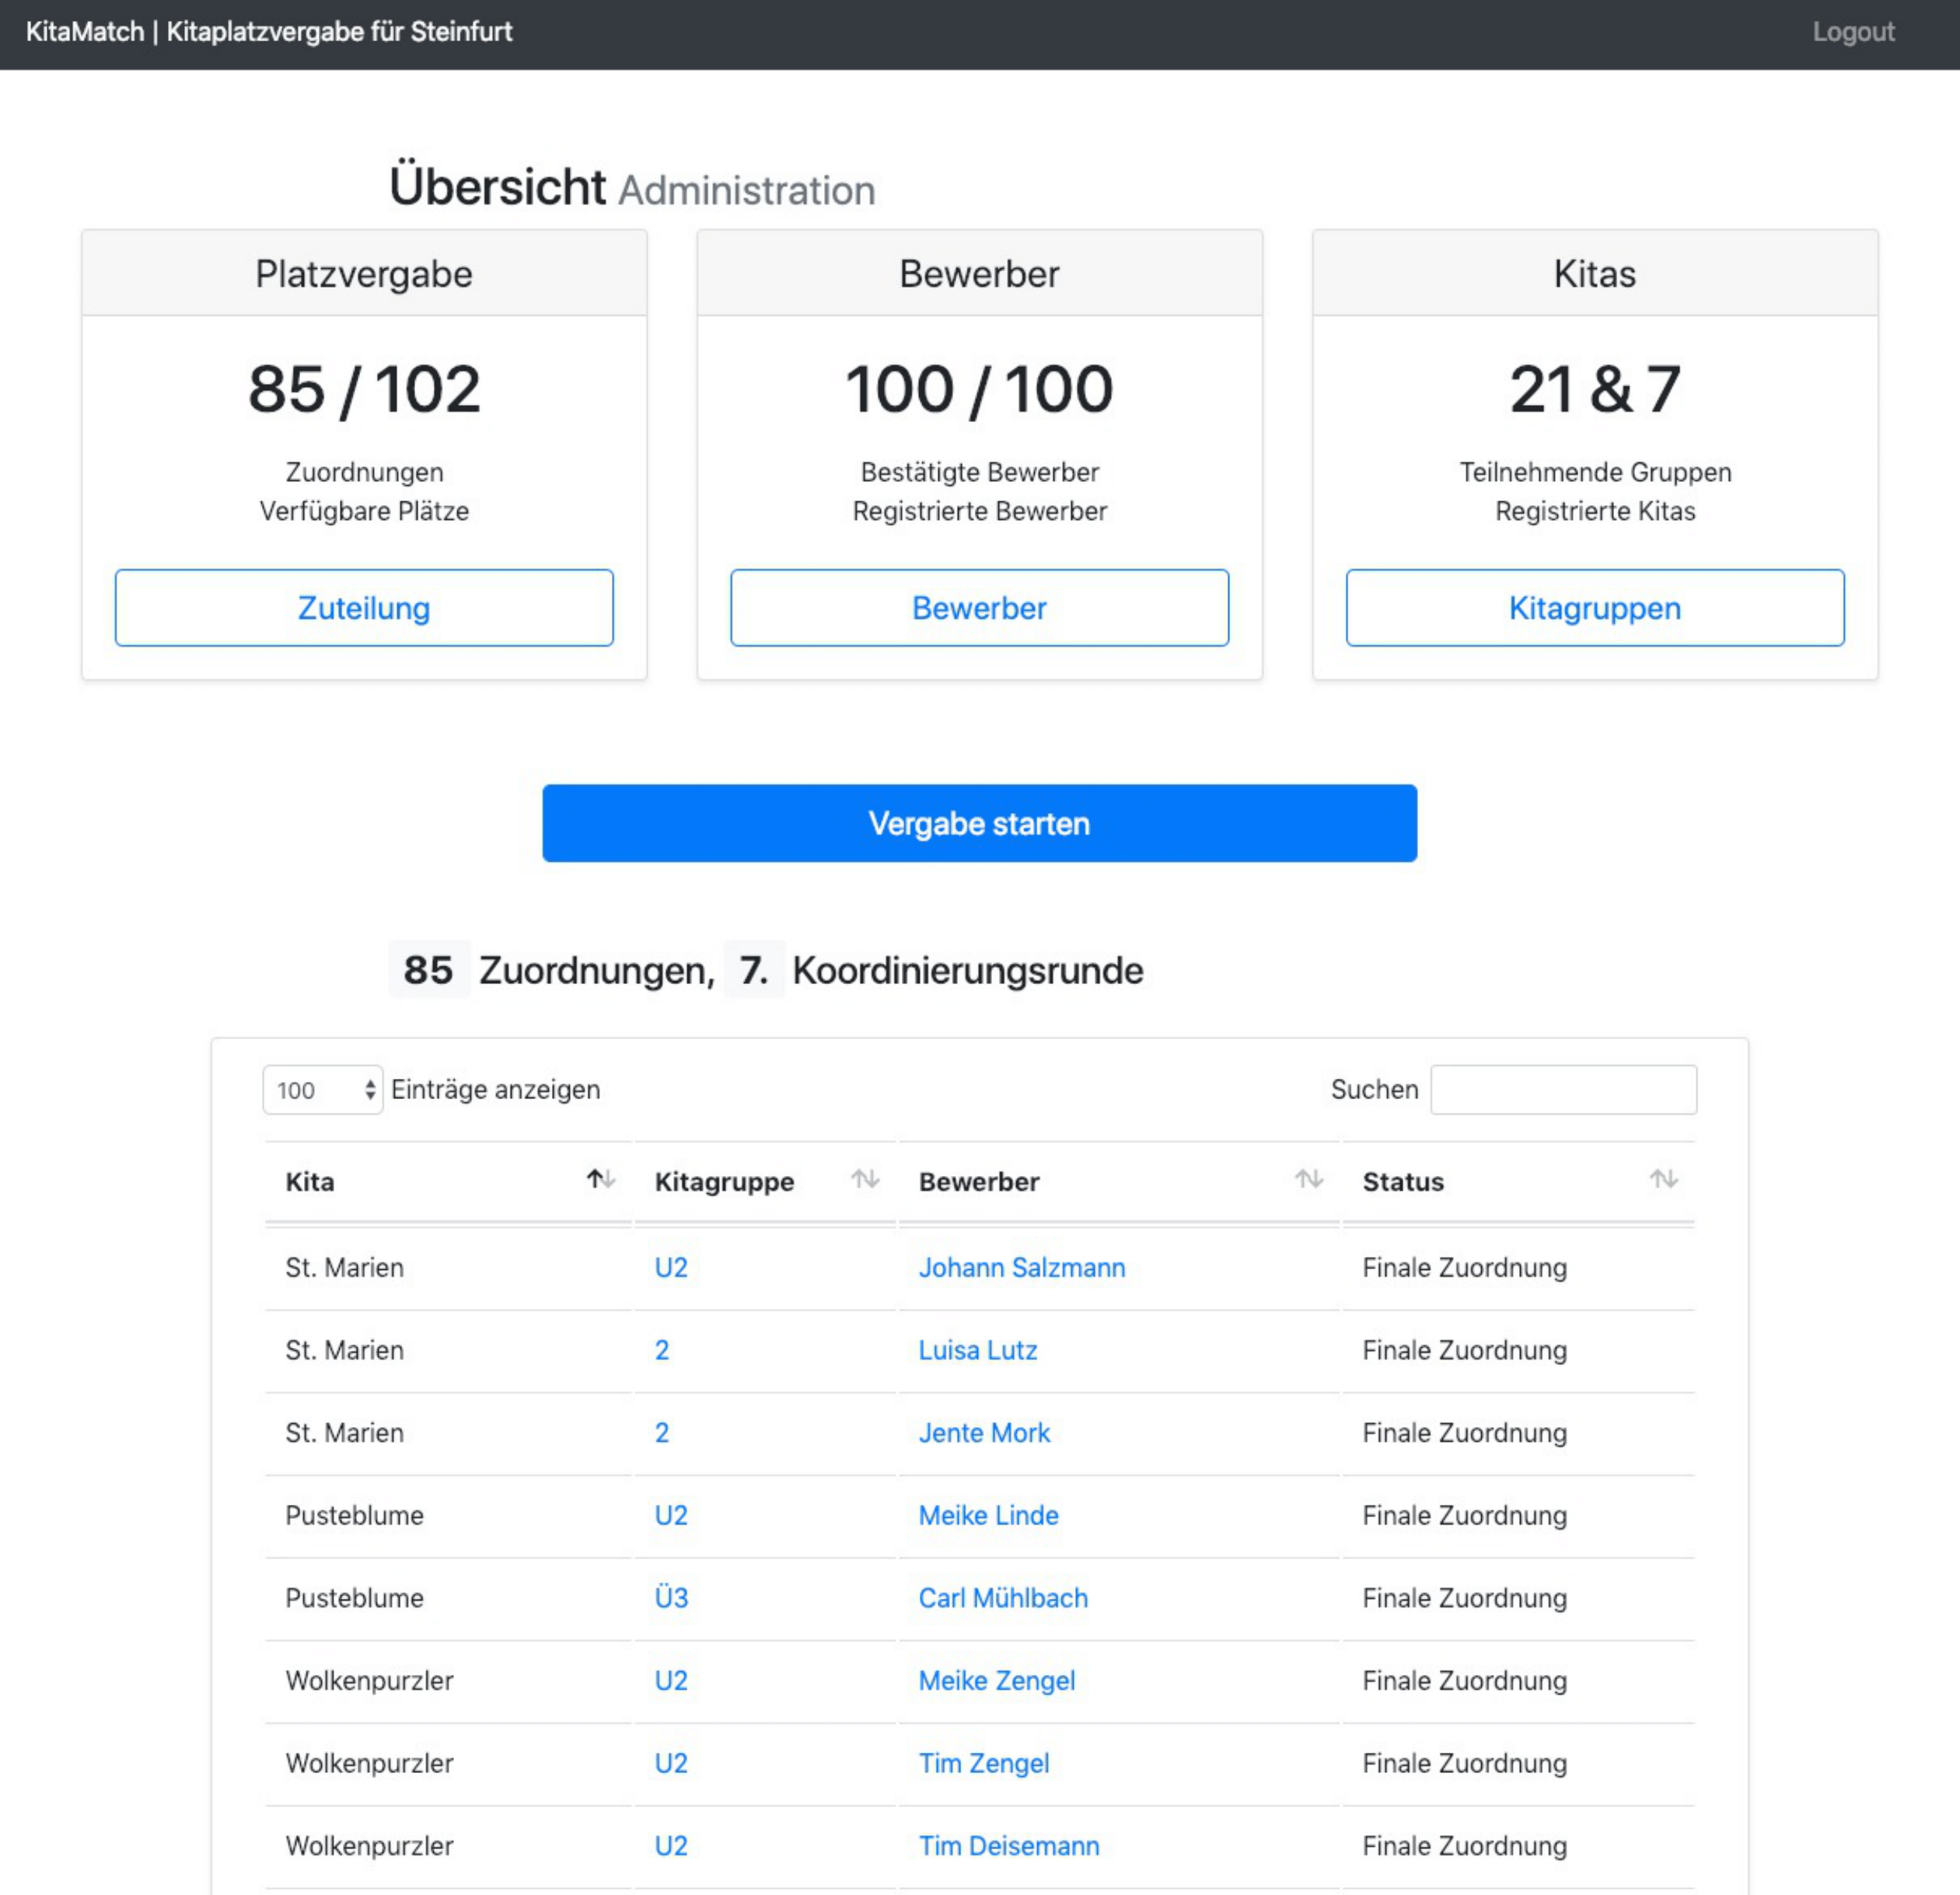 KitaMatch | Kitaplatzvergabe für Steinfurt Logout
Übersicht Administration
Platzvergabe
85 / 102
Zuordnungen
Verfügbare Plätze
Zuteilung
Bewerber
100 / 100
Bestätigte Bewerber
Registrierte Bewerber
Bewerber
Kitas
21 & 7
Teilnehmende Gruppen
Registrierte Kitas
Kitagruppen
Vergabe starten
85 Zuordnungen, 7. Koordinierungsrunde
100 Einträge anzeigen Suchen
Kita Kitagruppe Bewerber Status
St. Marien U2 Johann Salzmann Finale Zuordnung
St. Marien 2 Luisa Lutz Finale Zuordnung
St. Marien 2 Jente Mork Finale Zuordnung
Pusteblume U2 Meike Linde Finale Zuordnung
Pusteblume Ü3 Carl Mühlbach Finale Zuordnung
Wolkenpurzler U2 Meike Zengel Finale Zuordnung
Wolkenpurzler U2 Tim Zengel Finale Zuordnung
Wolkenpurzler U2 Tim Deisemann Finale Zuordnung